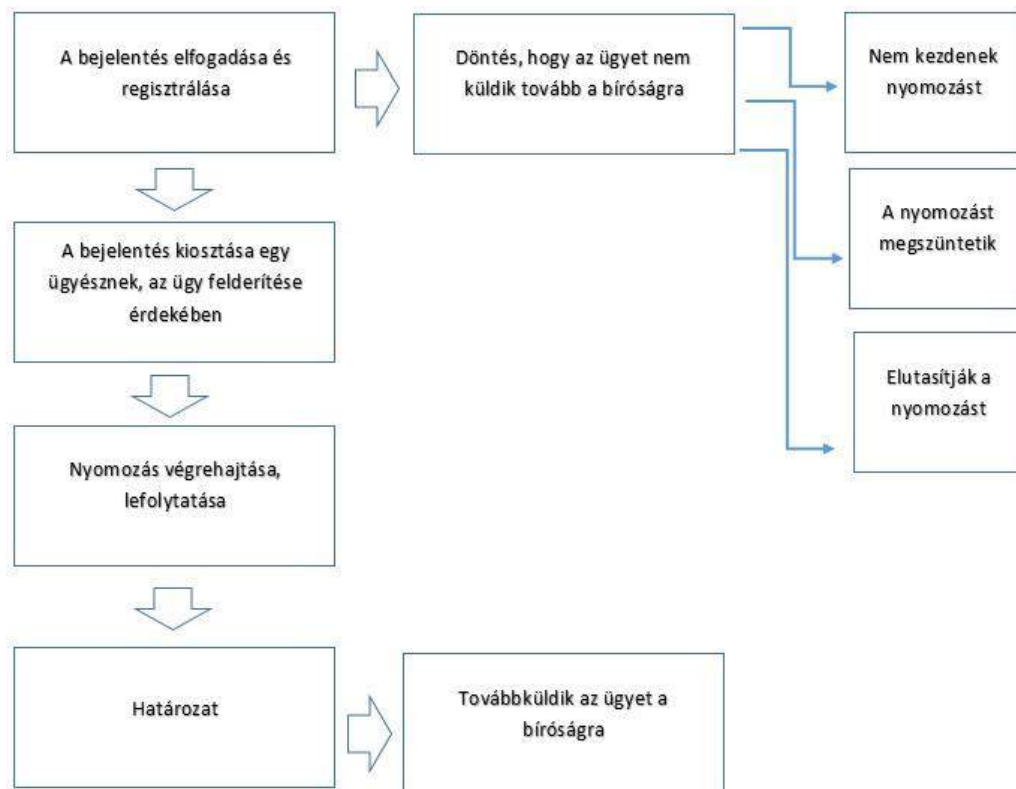 A bejelentés elfogadása és
regisztrálása
Döntés, hogy az ügyet nem
küldik tovább a bíróságra
Nem kezdenek
nyomozást
A nyomozást
megszüntetik
A bejelentés kiosztása egy
ügyésznek, az ügy felderítése
érdekében
Elutasítják a
nyomozást
Nyomozás végrehajtása,
lefolytatása
Határozat
Továbbküldik az ügyet a
bíróságra